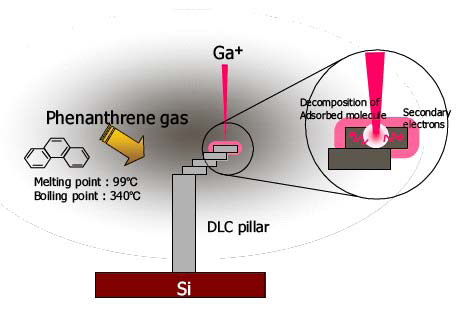 Ga+
Decomposition of
Adsorbed molecule
Secondary
electrons
Phenanthrene gas
Melting point : 99℃
Boiling point : 340℃
DLC pillar
Si